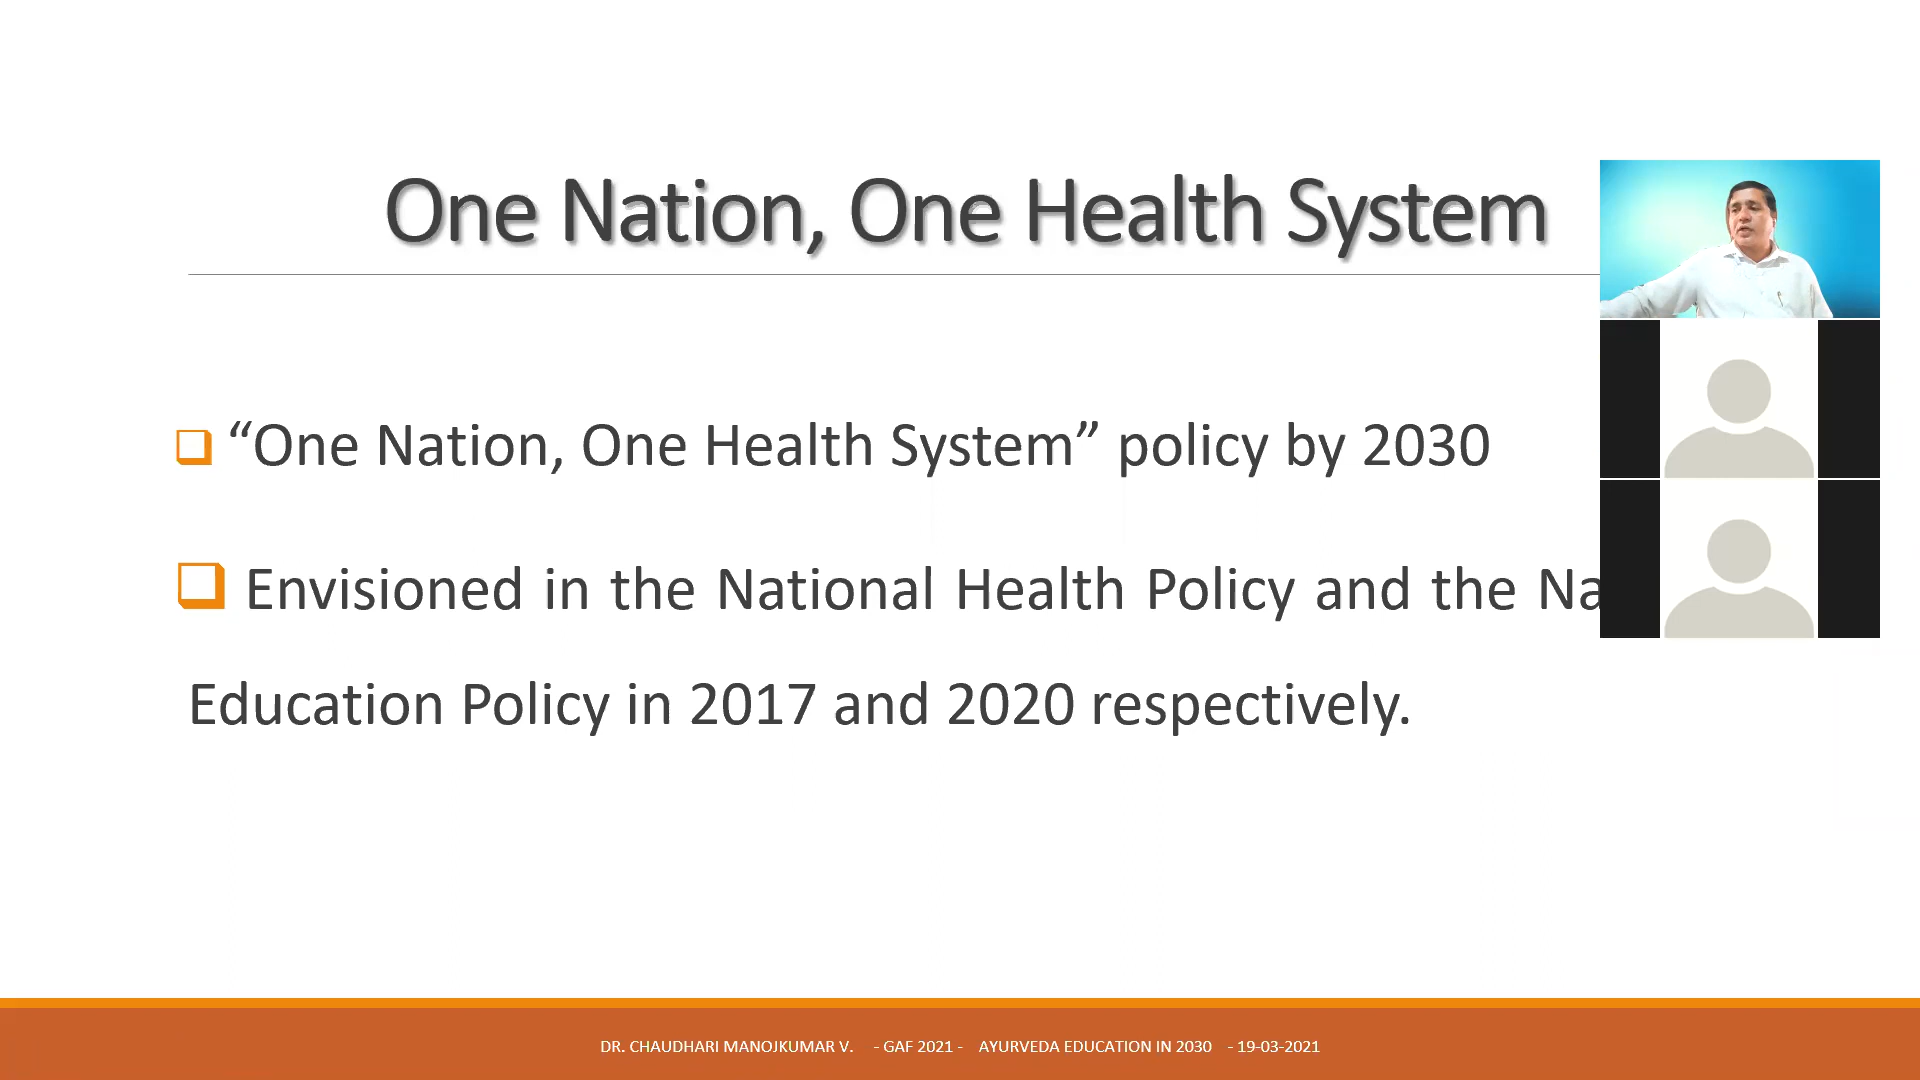 One Nation, One Health System
“One Nation, One Health System” policy by 2030
Envisioned in the National Health Policy and the
Education Policy in 2017 and 2020 respectively.
DR. CHAUDHARI MANOJKUMAR V. - GAF 2021 - AYURVEDA EDUCATION IN 2030 - 19-03-2021